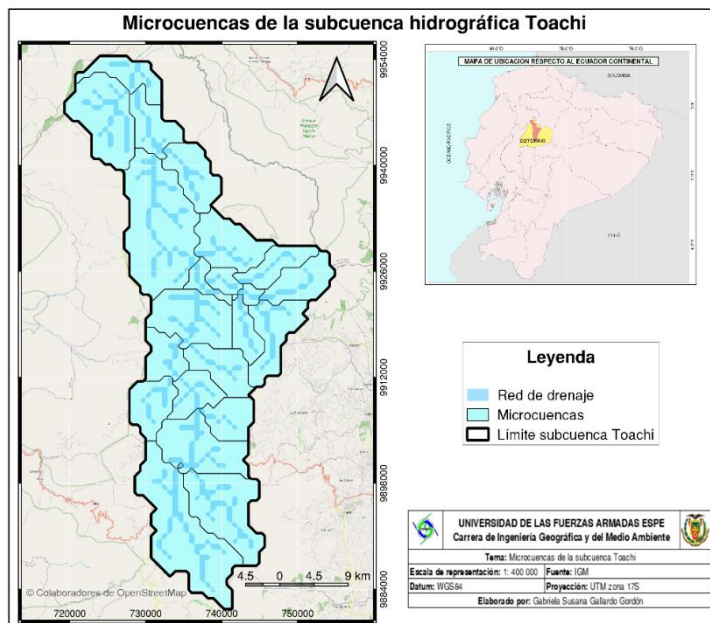 Microcuencas de la subcuenca hidrográfica Toachi
9954000
9940000
9926000
9912000
9898000
9884000
720000
730000
740000
750000
4.5
0
4.5
9 km
© Colaboradores de OpenStreetMap
MAPA DE UBICACIÓN RESPECTO AL ECUADOR CONTINENTAL
COLOMBIA
OCÉANO PACÍFICO
COTOPAXI
PERÚ
Leyenda
Red de drenaje
Microcuencas
Límite subcuenca Toachi
UNIVERSIDAD DE LAS FUERZAS ARMADAS ESPE
Carrera de Ingeniería Geográfica y del Medio Ambiente
Tema: Microcuencas de la subcuenca Toachi
Escala de representación: 1: 400 000 Fuente: IGM
Datum: WGS84 Proyección: UTM zona 17S
Elaborado por: Gabriela Susana Gallardo Gordón